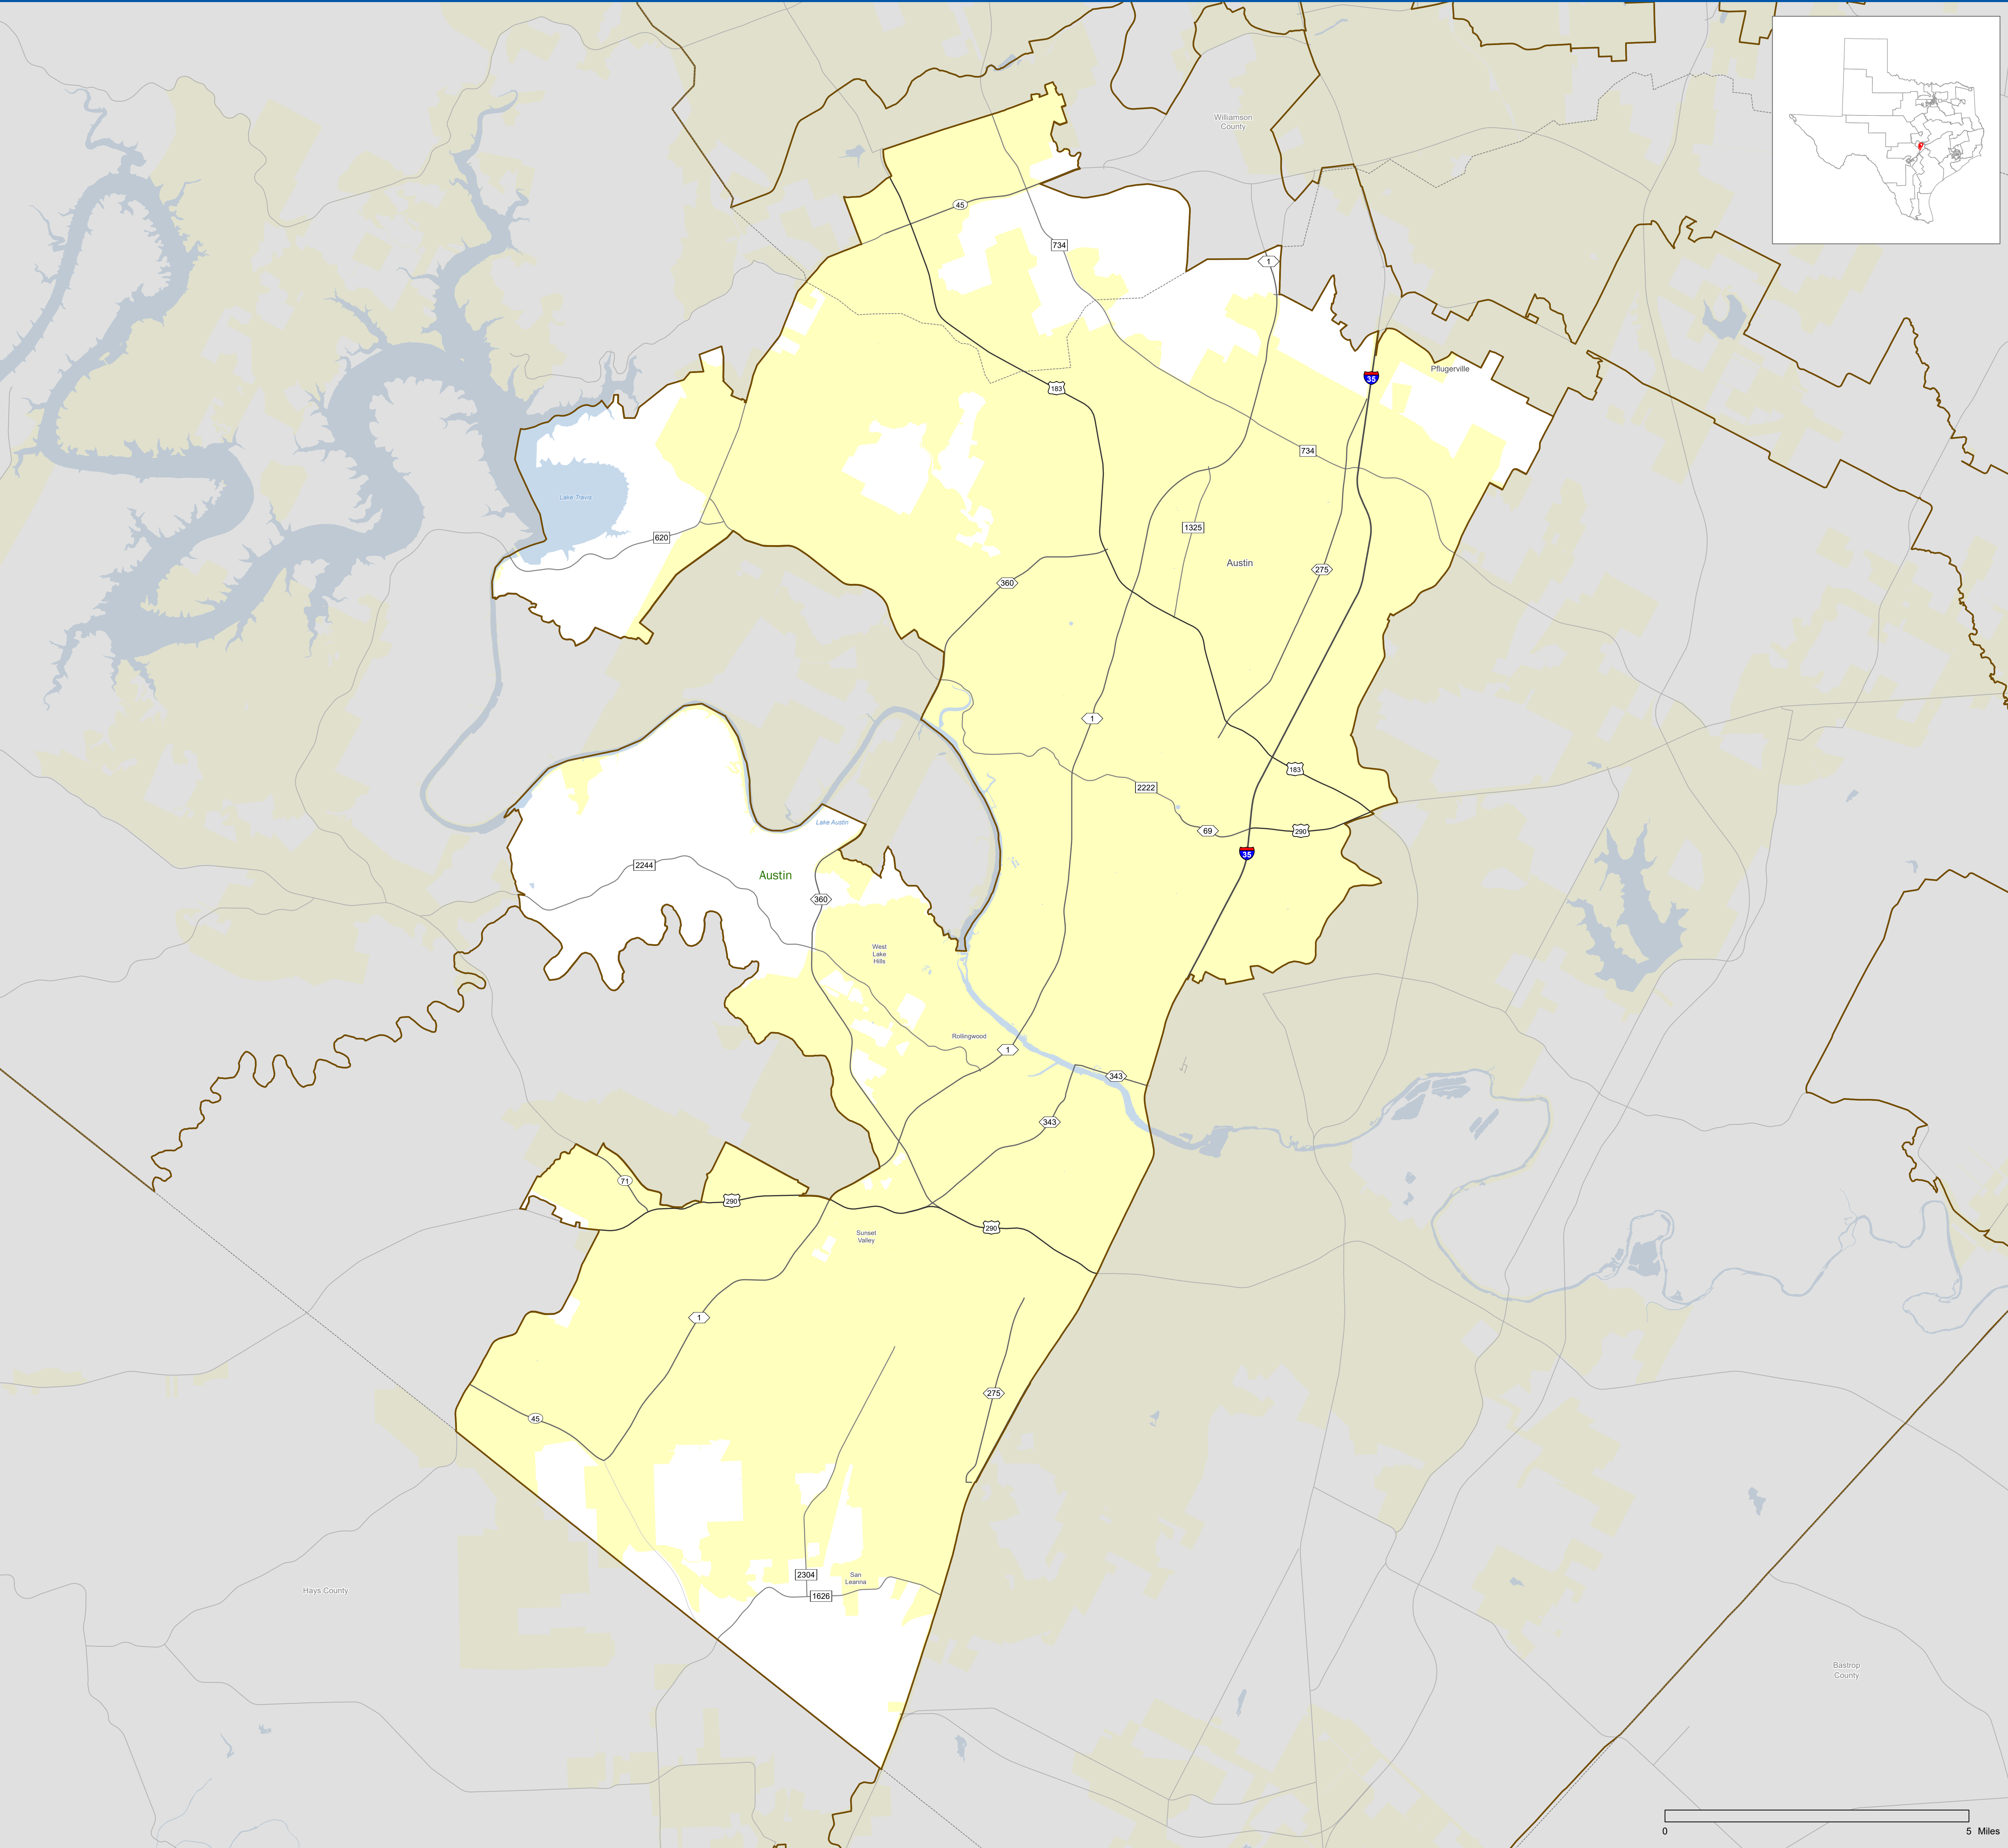 Williamson
County
45
734
1
Pflugerville
35
183
734
Lake Travis
1325
620
Austin
275
360
1
183
2222
Lake Austin
69
290
35
2244
Austin
360
West
Lake
Hills
Rollingwood
1
343
343
71
290
290
Sunset
Valley
1
275
45
2304
San
Leanna
1626
Hays County
Bastrop
County
0
5 Miles